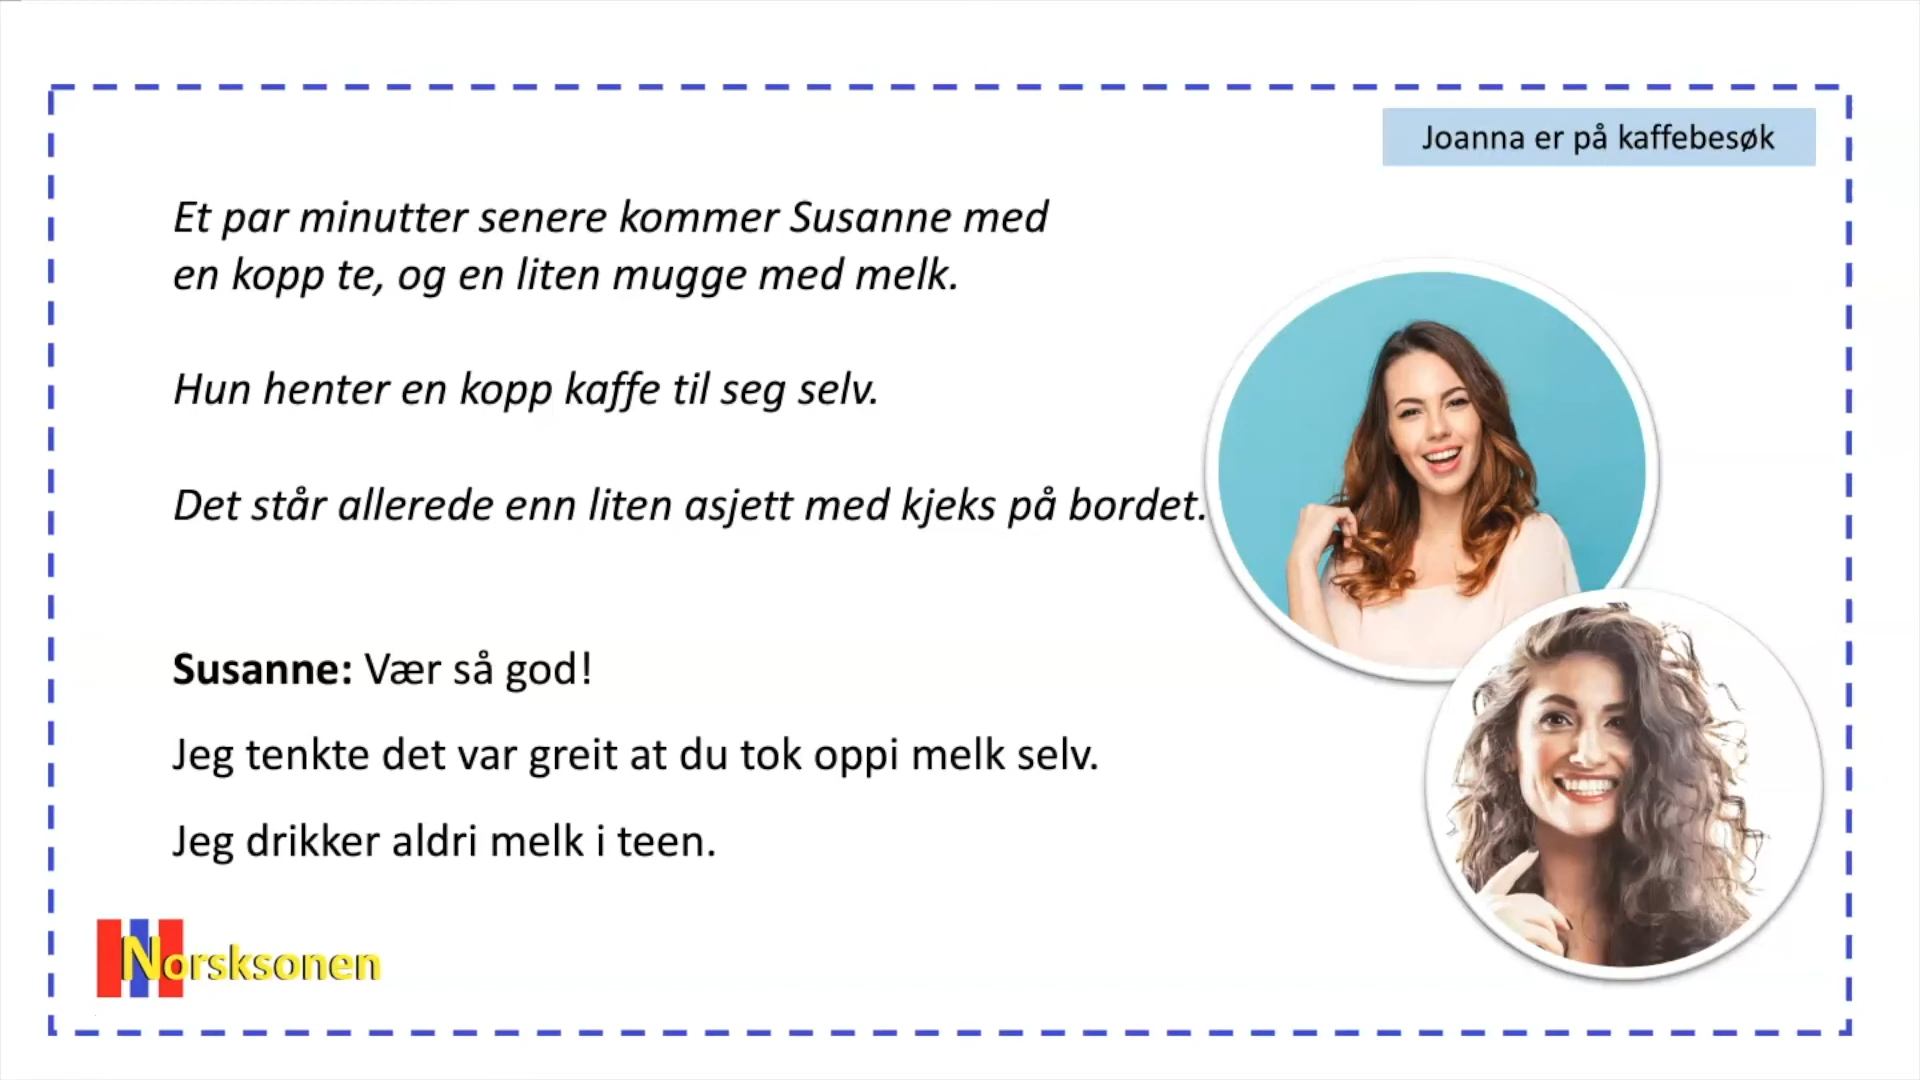 Joanna er på kaffebesøk
Et par minutter senere kommer Susanne med
en kopp te, og en liten mugge med melk.
Hun henter en kopp kaffe til seg selv.
Det står allerede enn liten asjett med kjeks på bordet.
Susanne: Vær så god!
Jeg tenkte det var greit at du tok oppi melk selv.
Jeg drikker aldri melk i teen.
Norsksonen